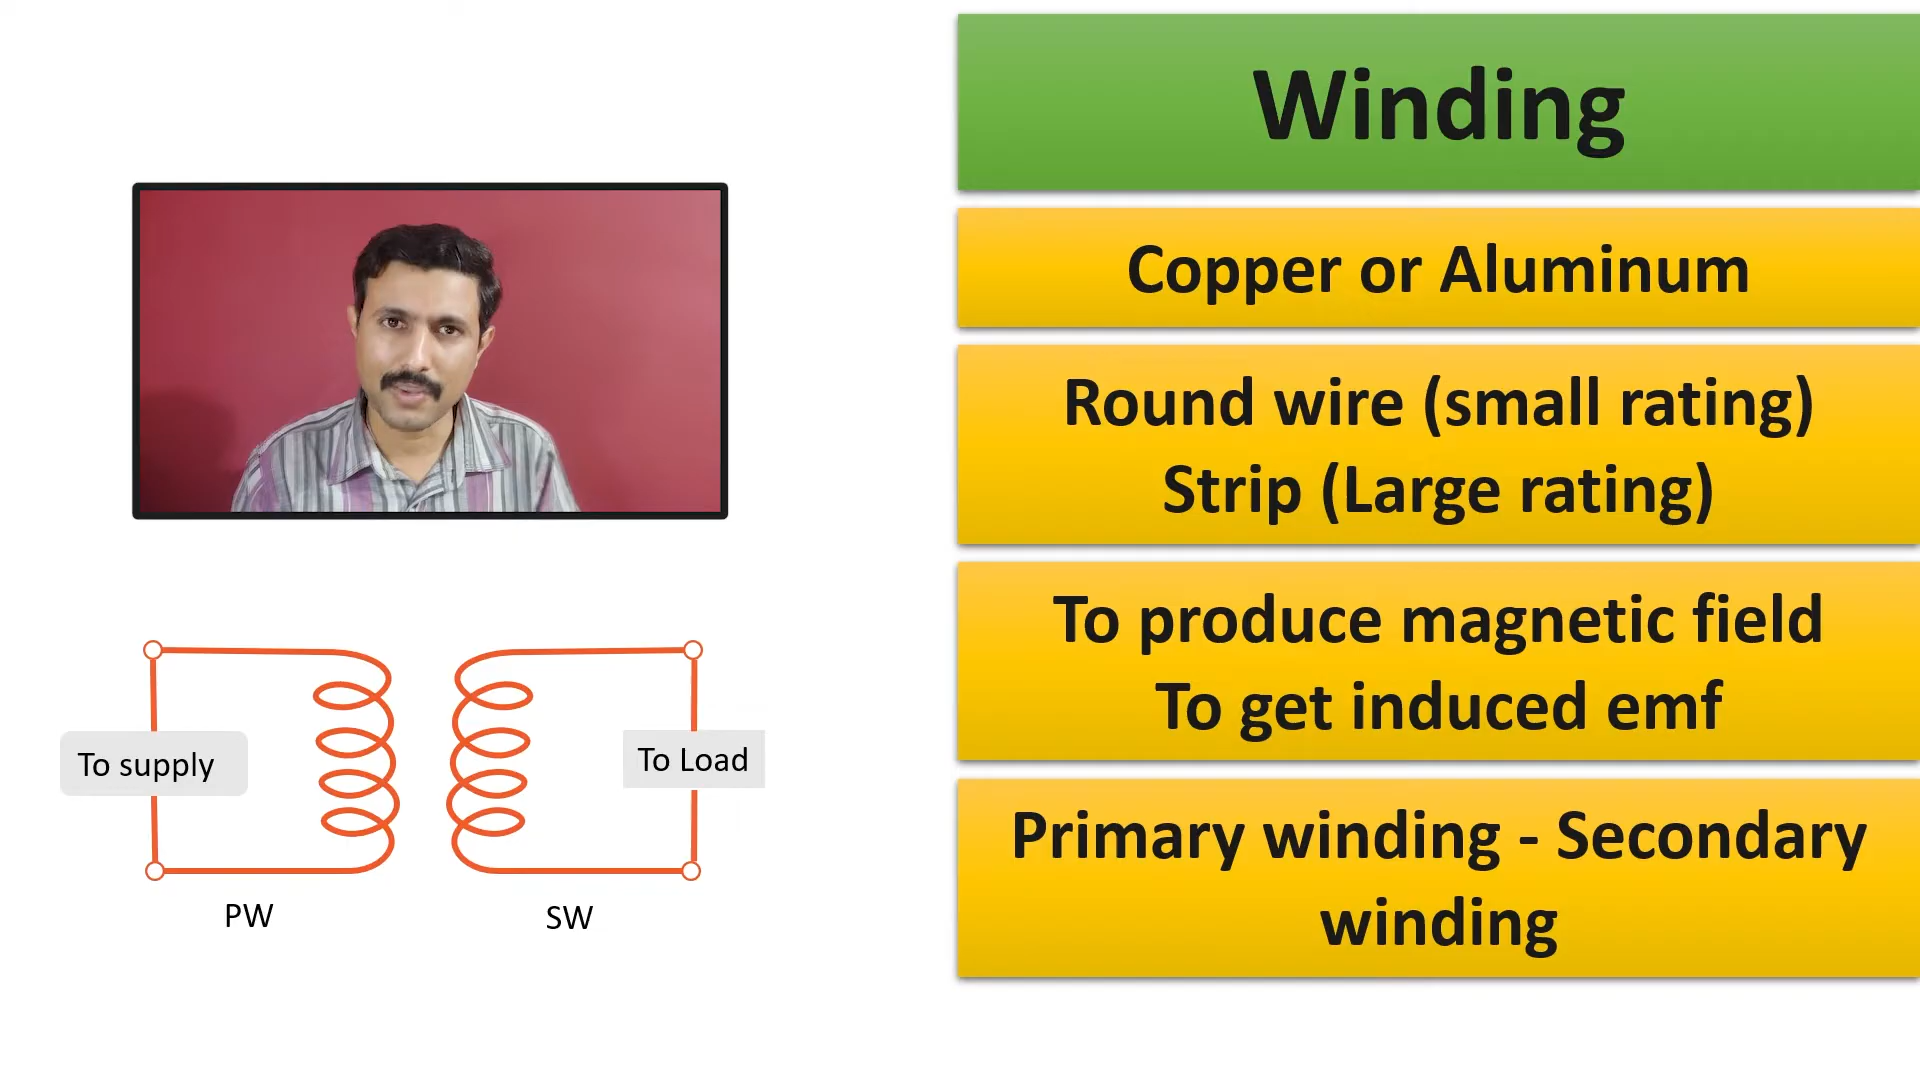 Winding
Copper or Aluminum
Round wire (small rating)
Strip (Large rating)
To produce magnetic field
To get induced emf
Primary winding - Secondary
winding
To supply
To Load
PW
SW